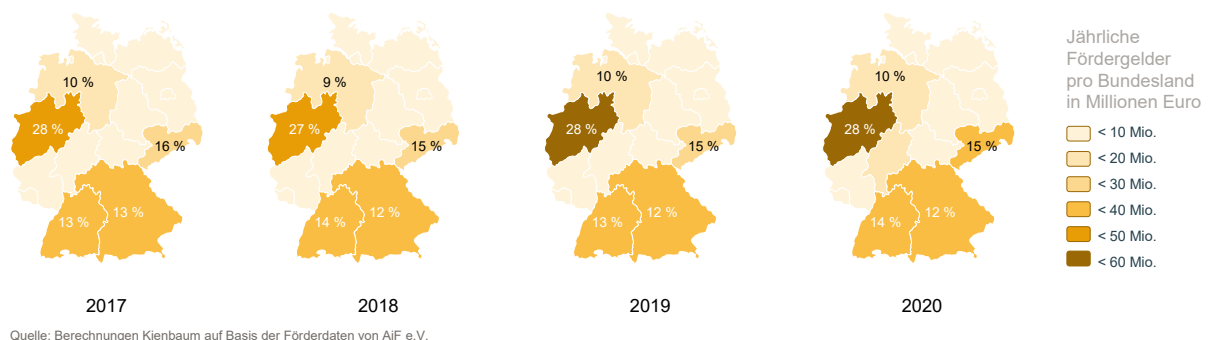 10 %
28 %
16 %
13 %
13 %
2017
9 %
27 %
15 %
12 %
14 %
2018
10 %
28 %
15 %
12 %
13 %
2019
10 %
28 %
15 %
12 %
14 %
2020
Jährliche
Fördergelder
pro Bundesland
in Millionen Euro
< 10 Mio.
< 20 Mio.
< 30 Mio.
< 40 Mio.
< 50 Mio.
< 60 Mio.
Quelle: Berechnungen Kienbaum auf Basis der Förderdaten von AiF e.V.